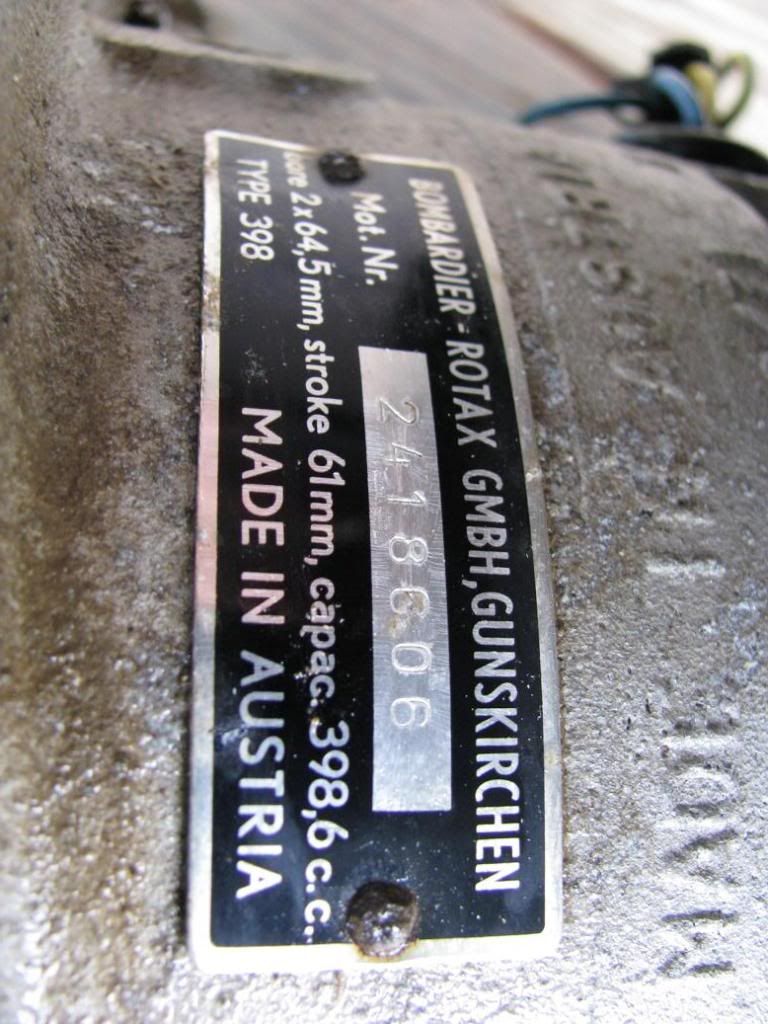 BOMBARDIER - ROTAX GMBH, GUNSKIRCHEN
Mot. Nr. 2418606
bore 2x64,5mm, stroke 61mm, capac. 398,6 c.c.
TYPE 398 MADE IN AUSTRIA